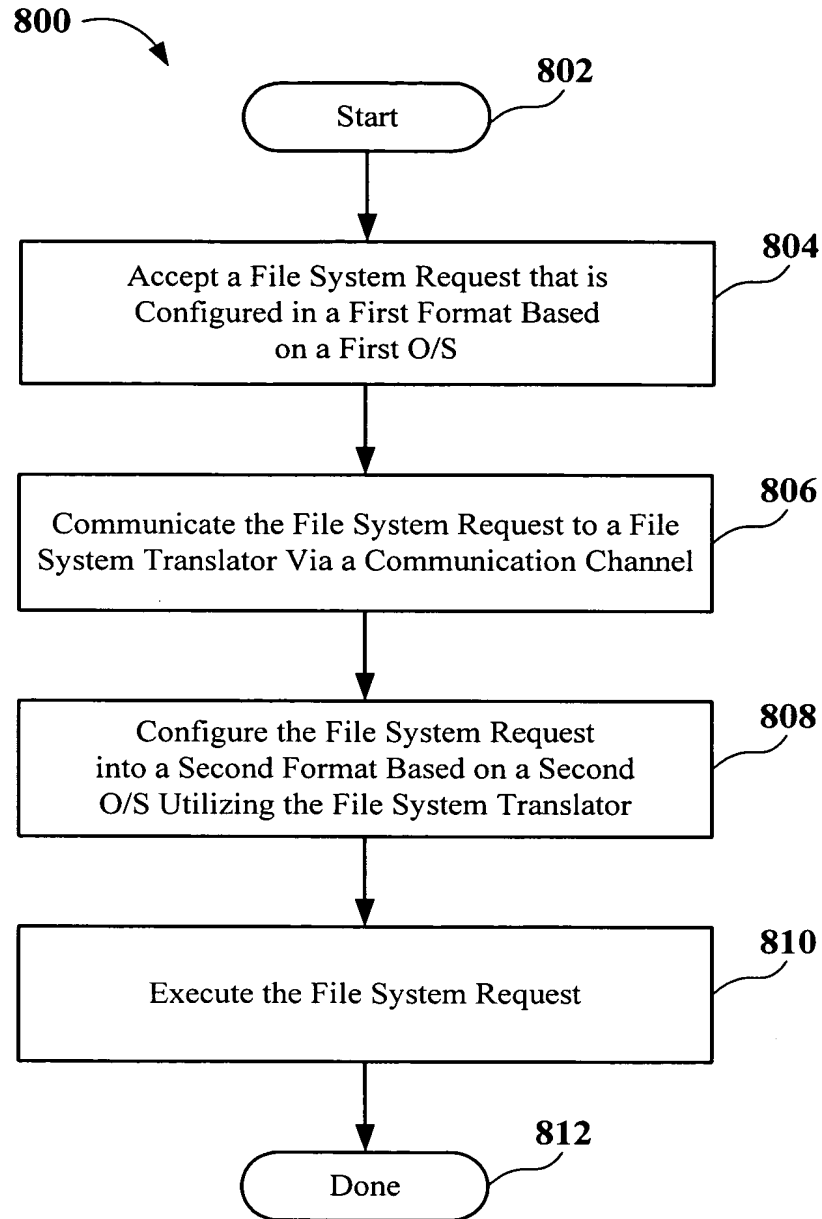 800
802
Start
804
Accept a File System Request that is
Configured in a First Format Based
on a First O/S
806
Communicate the File System Request to a File
System Translator Via a Communication Channel
808
Configure the File System Request
into a Second Format Based on a Second
O/S Utilizing the File System Translator
810
Execute the File System Request
812
Done